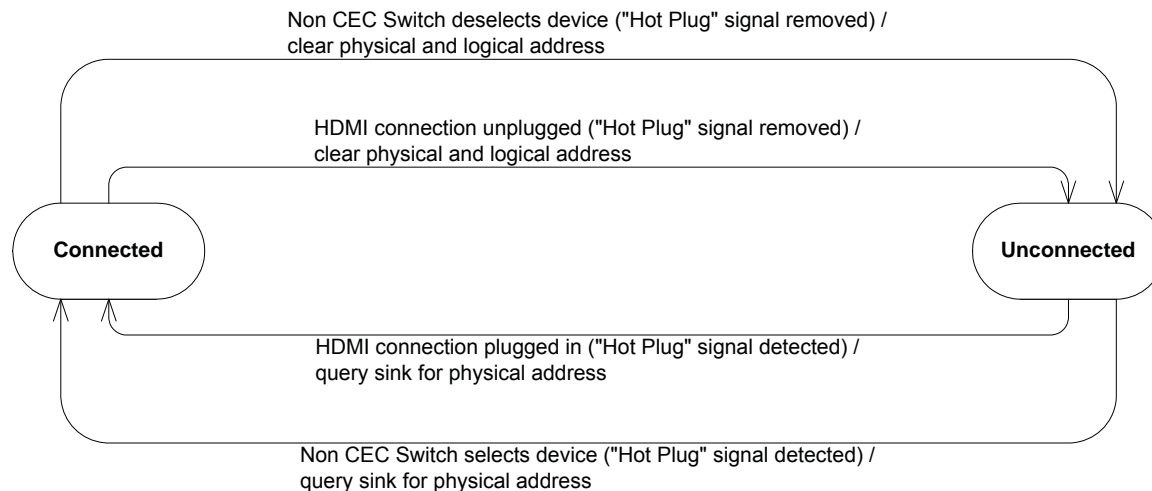 Non CEC Switch deselects device ("Hot Plug" signal removed) /
clear physical and logical address
HDMI connection unplugged ("Hot Plug" signal removed) /
clear physical and logical address
Connected
Unconnected
HDMI connection plugged in ("Hot Plug" signal detected) /
query sink for physical address
Non CEC Switch selects device ("Hot Plug" signal detected) /
query sink for physical address